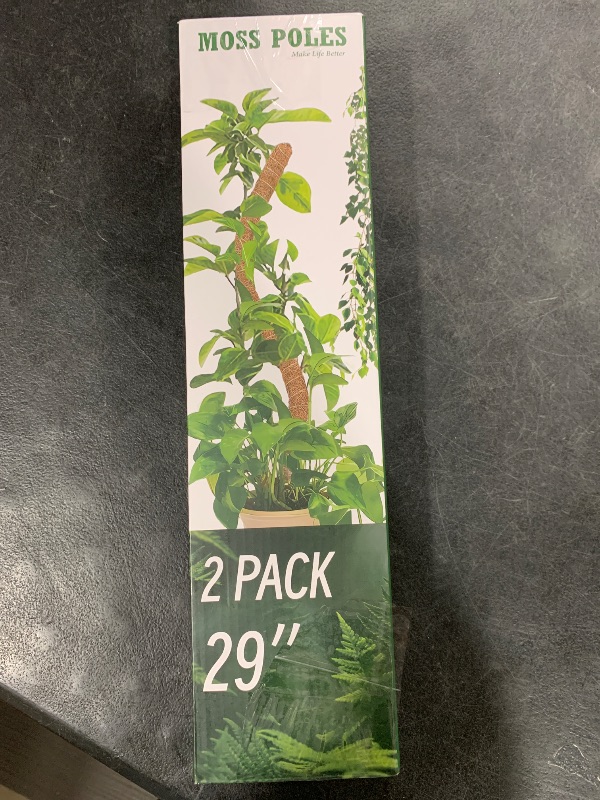 MOSS POLES
Make Life Better
2 PACK
29"